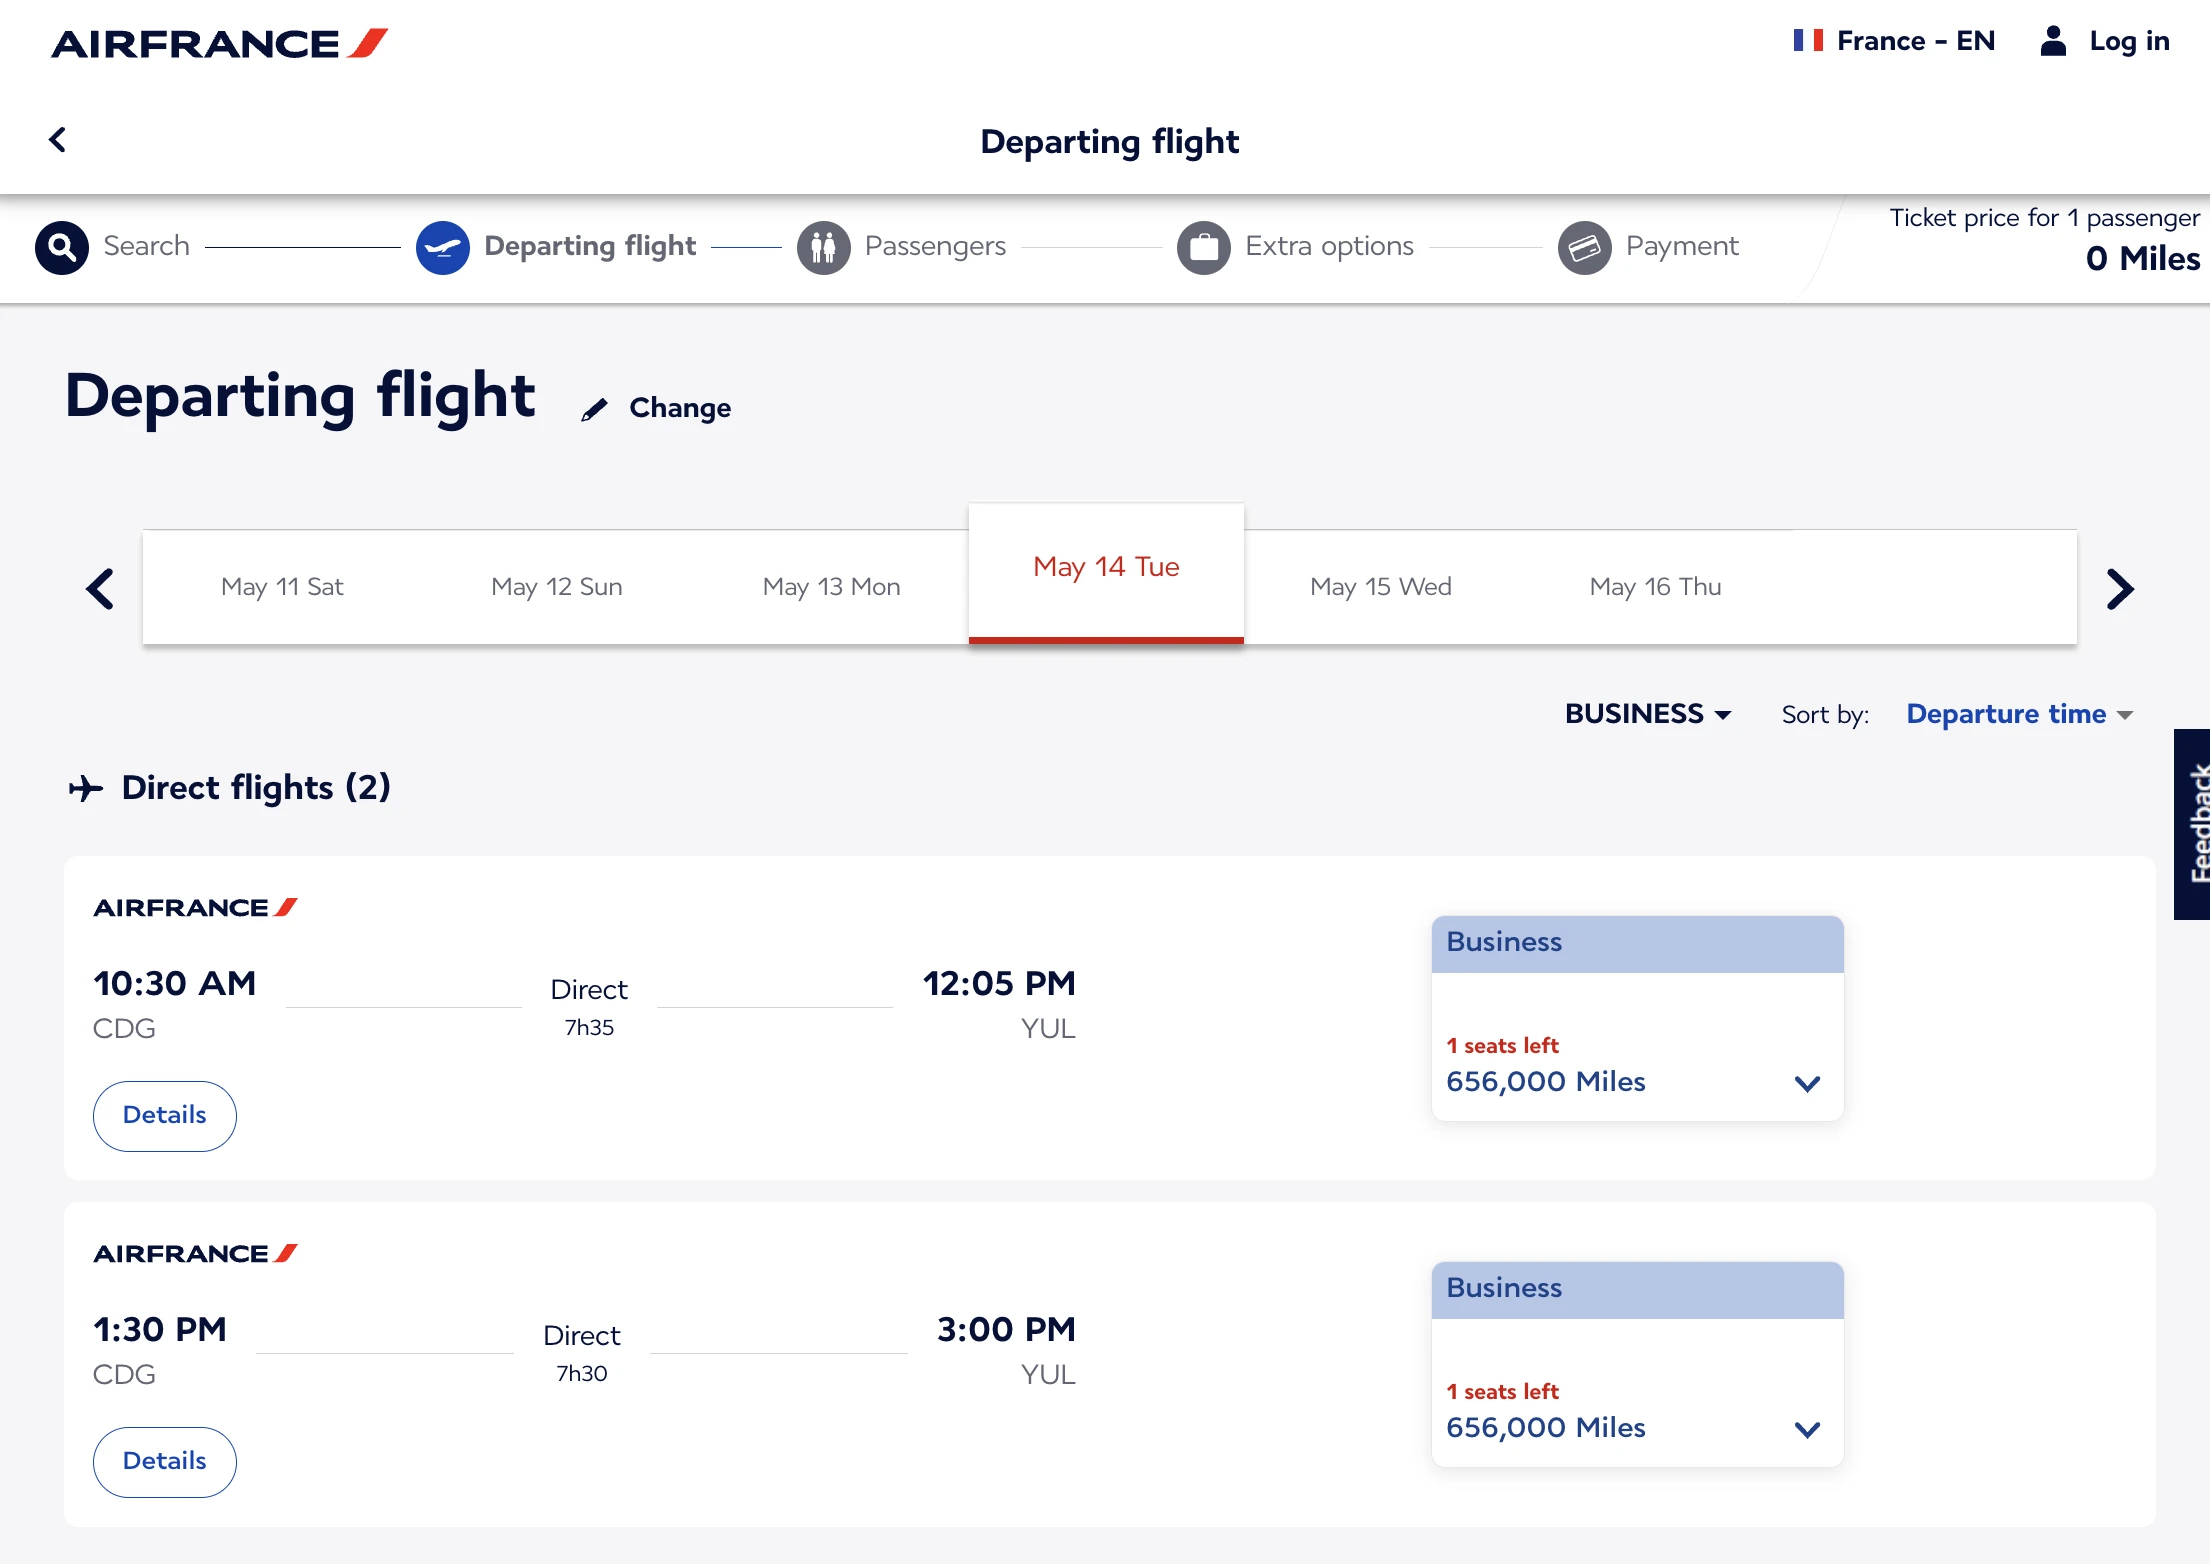 AIRFRANCE
France - EN
Log in
Departing flight
Search
Departing flight
Passengers
Extra options
Payment
Ticket price for 1 passenger
0 Miles
Departing flight
Change
May 11 Sat
May 12 Sun
May 13 Mon
May 14 Tue
May 15 Wed
May 16 Thu
BUSINESS
Sort by:
Departure time
Feedback
Direct flights (2)
AIRFRANCE
10:30 AM
CDG
Direct
7h35
12:05 PM
YUL
Details
Business
1 seats left
656,000 Miles
AIRFRANCE
1:30 PM
CDG
Direct
7h30
3:00 PM
YUL
Details
Business
1 seats left
656,000 Miles